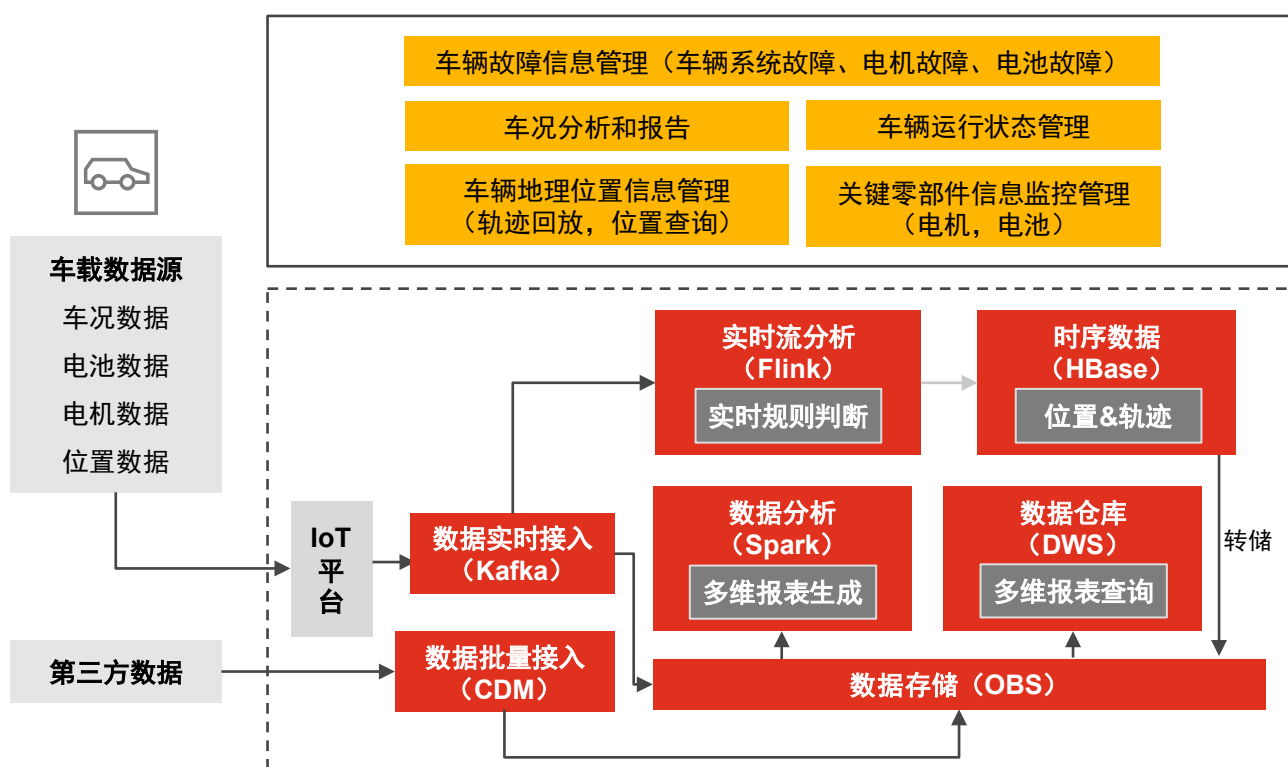 车辆故障信息管理（车辆系统故障、电机故障、电池故障）
车况分析和报告
车辆运行状态管理
车辆地理位置信息管理
（轨迹回放，位置查询）
关键零部件信息监控管理
（电机，电池）
车载数据源
车况数据
电池数据
电机数据
位置数据
第三方数据
IoT
平
台
数据实时接入
（Kafka）
数据批量接入
（CDM）
实时流分析
（Flink）
实时规则判断
时序数据
（HBase）
位置&轨迹
数据分析
（Spark）
多维报表生成
数据仓库
（DWS）
多维报表查询
转储
数据存储（OBS）